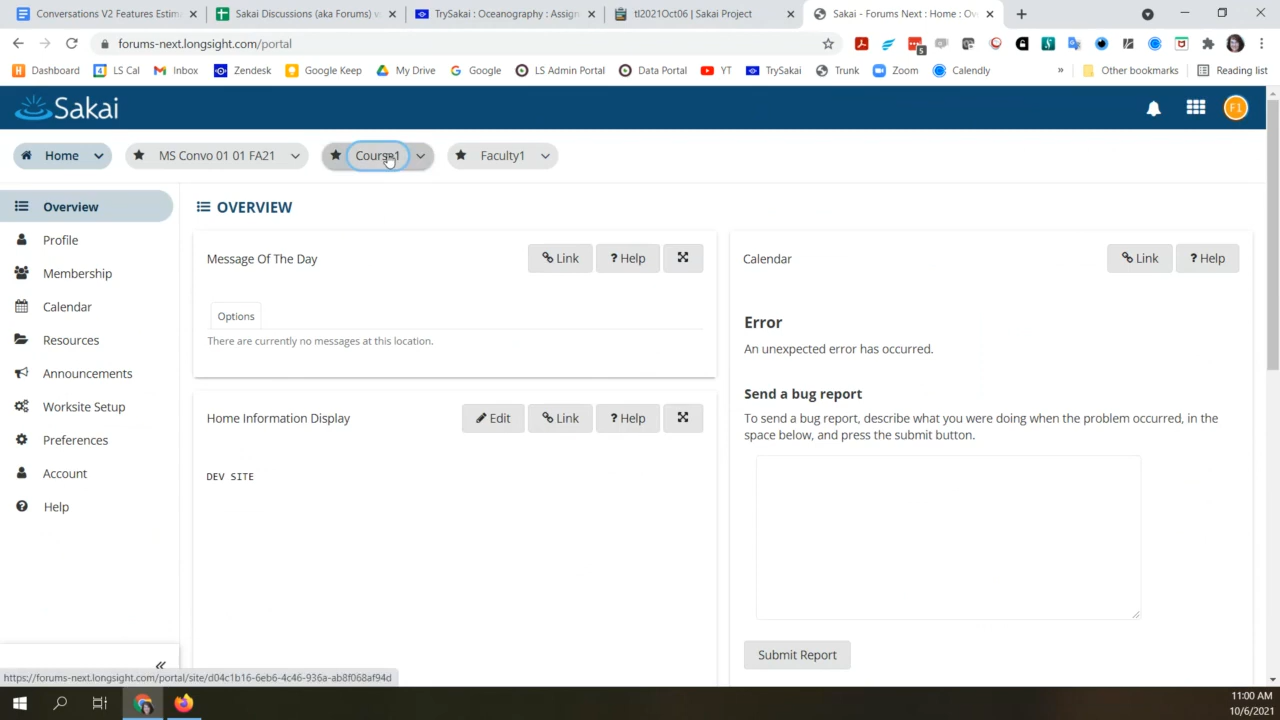 Conversations V2 Features Estim
Sakai Discussions (aka Forums) v
TrySakai : Oceanography : Assign
tl2021Oct06 | Sakai Project
Sakai - Forums Next : Home : Ov
forums-next.longsight.com/portal
5
Dashboard
LS Cal
Inbox
Zendesk
Google Keep
My Drive
Google
LS Admin Portal
Data Portal
YT
TrySakai
Trunk
Zoom
Calendly
»
Other bookmarks
Reading list
Sakai
F1
Home
MS Convo 01 01 FA21
Course1
Faculty1
Overview
Profile
Membership
Calendar
Resources
Announcements
Worksite Setup
Preferences
Account
Help
OVERVIEW
Message Of The Day
Link
? Help
Options
There are currently no messages at this location.
Home Information Display
Edit
Link
? Help
DEV SITE
Calendar
Link
? Help
Error
An unexpected error has occurred.
Send a bug report
To send a bug report, describe what you were doing when the problem occurred, in the
space below, and press the submit button.
Submit Report
https://forums-next.longsight.com/portal/site/d04c1b16-6eb6-4c46-936a-ab8f068af94d
11:00 AM
10/6/2021